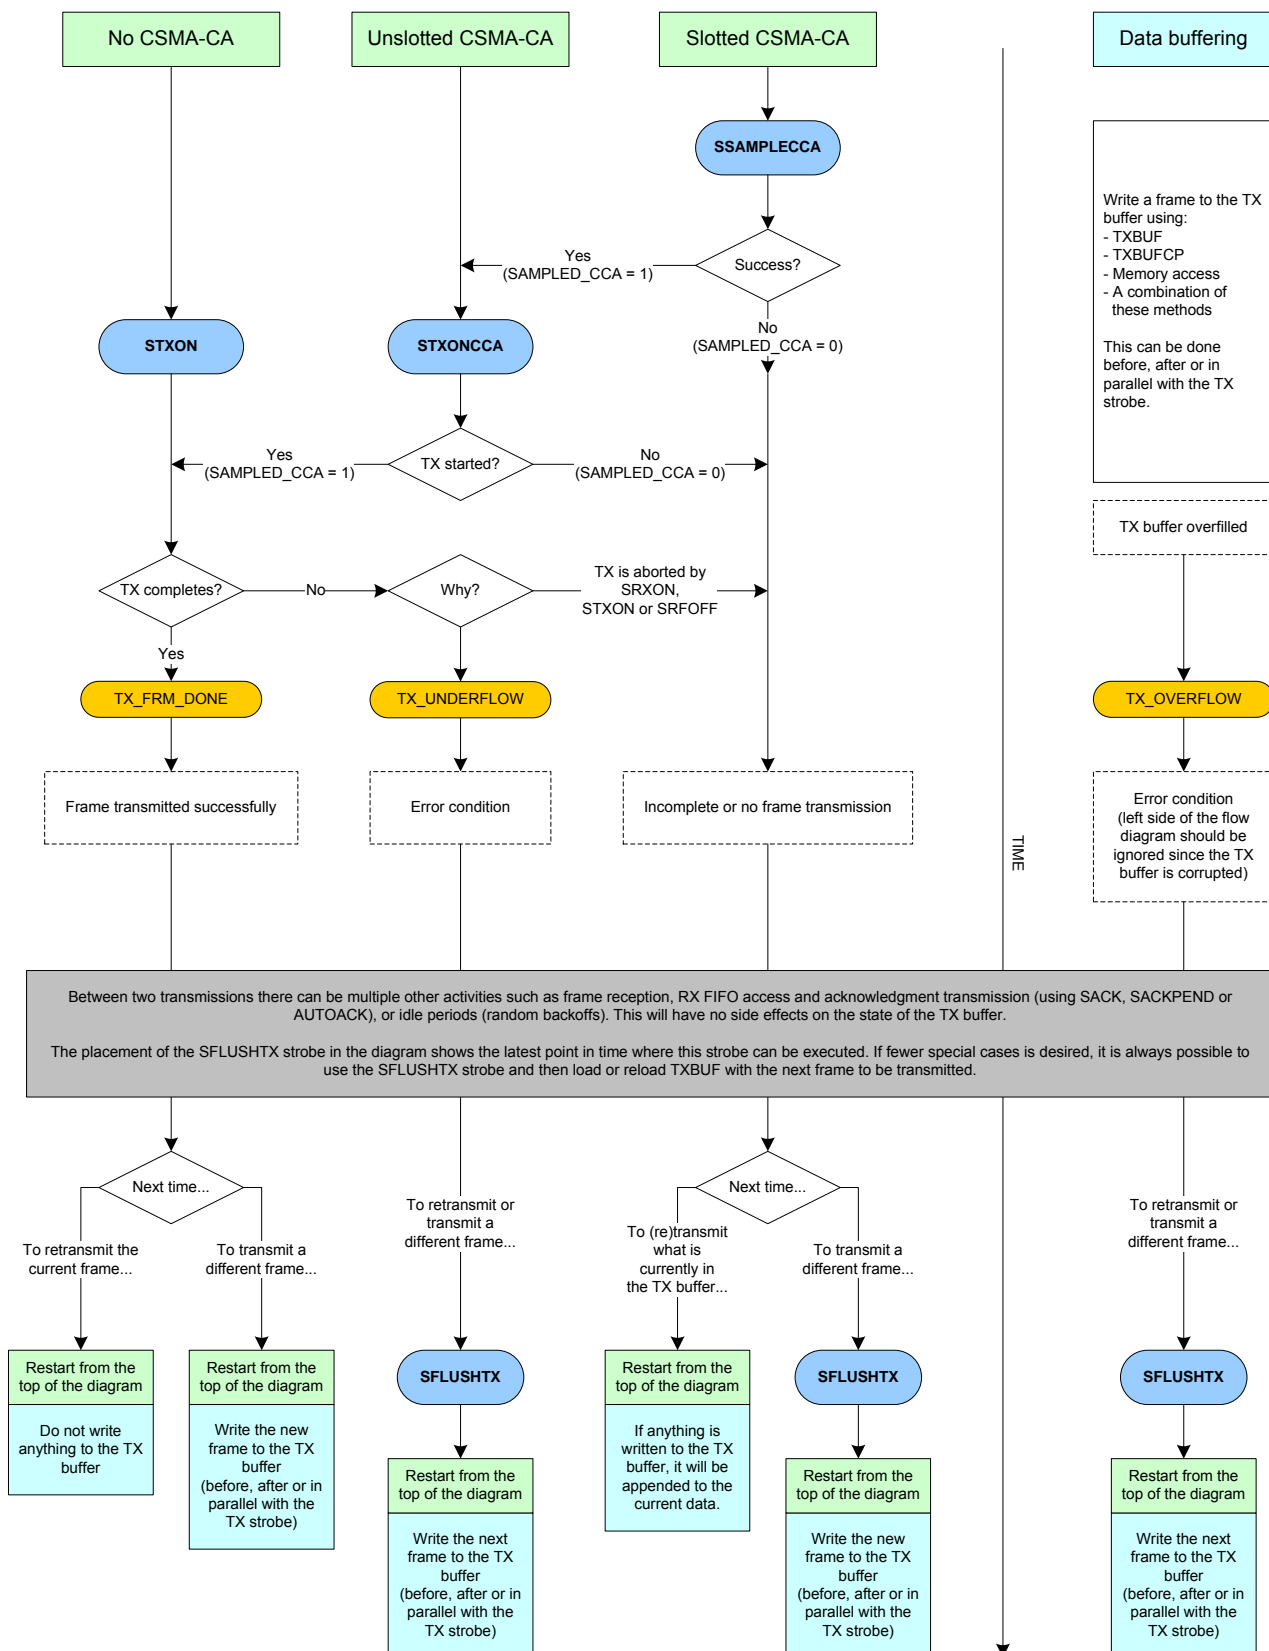 No CSMA-CA
Unslotted CSMA-CA
Slotted CSMA-CA
Data buffering
SSAMPLECCA
Write a frame to the TX
buffer using:
- TXBUF
- TXBUFCP
- Memory access
- A combination of
these methods
This can be done
before, after or in
parallel with the TX
strobe.
Success?
Yes
(SAMPLED_CCA = 1)
No
(SAMPLED_CCA = 0)
STXON
STXONCCA
TX started?
Yes
(SAMPLED_CCA = 1)
No
(SAMPLED_CCA = 0)
TX buffer overfilled
TX completes?
No
Why?
TX is aborted by
SRXON,
STXON or SRFOFF
Yes
TX_FRM_DONE
TX_UNDERFLOW
TX_OVERFLOW
Frame transmitted successfully
Error condition
Incomplete or no frame transmission
TIME
Error condition
(left side of the flow
diagram should be
ignored since the TX
buffer is corrupted)
Between two transmissions there can be multiple other activities such as frame reception, RX FIFO access and acknowledgment transmission (using SACK, SACKPEND or
AUTOACK), or idle periods (random backoffs). This will have no side effects on the state of the TX buffer.
The placement of the SFLUSHTX strobe in the diagram shows the latest point in time where this strobe can be executed. If fewer special cases is desired, it is always possible to
use the SFLUSHTX strobe and then load or reload TXBUF with the next frame to be transmitted.
Next time...
To retransmit the
current frame...
To transmit a
different frame...
To retransmit or
transmit a
different frame...
Next time...
To (re)transmit
what is
currently in
the TX buffer...
To transmit a
different frame...
To retransmit or
transmit a
different frame...
Restart from the
top of the diagram
Do not write
anything to the TX
buffer
Restart from the
top of the diagram
Write the new
frame to the TX
buffer
(before, after or in
parallel with the
TX strobe)
SFLUSHTX
Restart from the
top of the diagram
Write the next
frame to the TX
buffer
(before, after or in
parallel with the
TX strobe)
Restart from the
top of the diagram
If anything is
written to the TX
buffer, it will be
appended to the
current data.
SFLUSHTX
Restart from the
top of the diagram
Write the new
frame to the TX
buffer
(before, after or in
parallel with the
TX strobe)
SFLUSHTX
Restart from the
top of the diagram
Write the next
frame to the TX
buffer
(before, after or in
parallel with the
TX strobe)